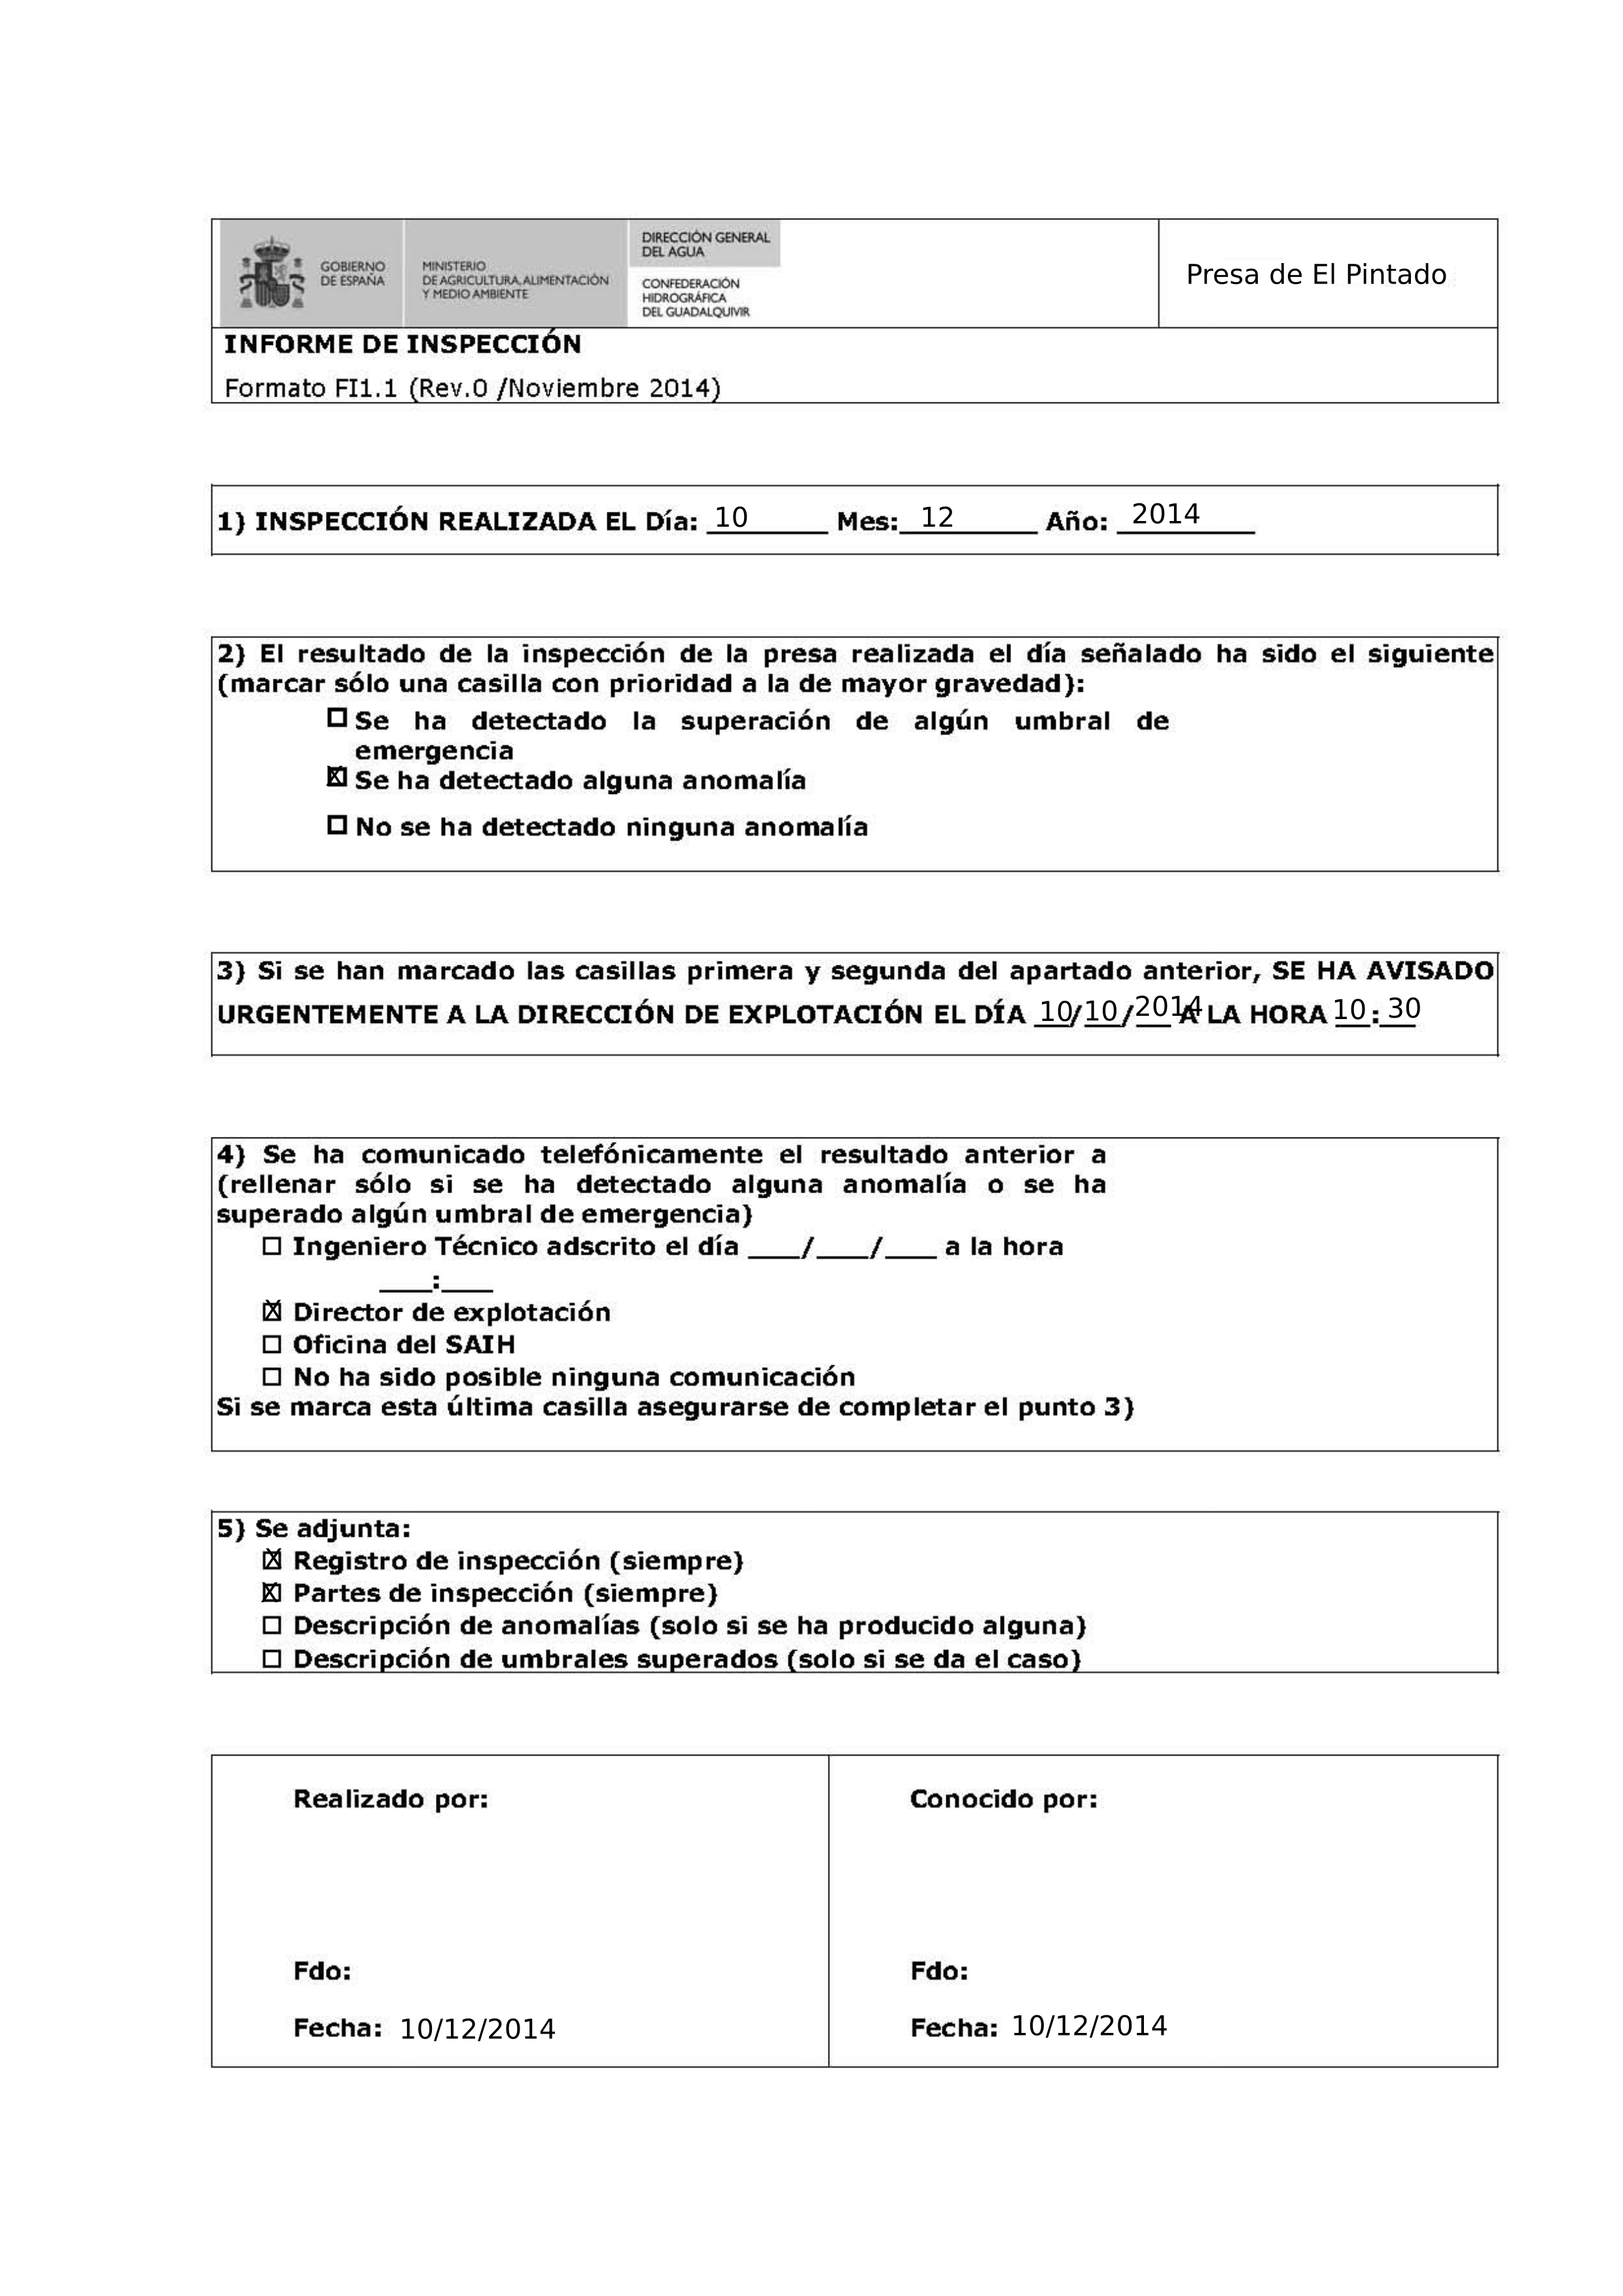 GOBIERNO
DE ESPAÑA
MINISTERIO
DE AGRICULTURA, ALIMENTACIÓN
Y MEDIO AMBIENTE
DIRECCIÓN GENERAL
DEL AGUA
CONFEDERACIÓN
HIDROGRÁFICA
DEL GUADALQUIVIR
Presa de El Pintado
INFORME DE INSPECCIÓN
Formato FI1.1 (Rev.0 /Noviembre 2014)
1) INSPECCIÓN REALIZADA EL Día: 10 Mes: 12 Año: 2014
2) El resultado de la inspección de la presa realizada el día señalado ha sido el siguiente
(marcar sólo una casilla con prioridad a la de mayor gravedad):
☐ Se ha detectado la superación de algún umbral de
emergencia
☒ Se ha detectado alguna anomalía
☐ No se ha detectado ninguna anomalía
3) Si se han marcado las casillas primera y segunda del apartado anterior, SE HA AVISADO
URGENTEMENTE A LA DIRECCIÓN DE EXPLOTACIÓN EL DÍA 10/10/2014 A LA HORA 10:30
4) Se ha comunicado telefónicamente el resultado anterior a
(rellenar sólo si se ha detectado alguna anomalía o se ha
superado algún umbral de emergencia)
☐ Ingeniero Técnico adscrito el día ___/___/___ a la hora
___:___
☒ Director de explotación
☐ Oficina del SAIH
☐ No ha sido posible ninguna comunicación
Si se marca esta última casilla asegurarse de completar el punto 3)
5) Se adjunta:
☒ Registro de inspección (siempre)
☒ Partes de inspección (siempre)
☐ Descripción de anomalías (solo si se ha producido alguna)
☐ Descripción de umbrales superados (solo si se da el caso)
Realizado por:
Fdo:
Fecha: 10/12/2014
Conocido por:
Fdo:
Fecha: 10/12/2014